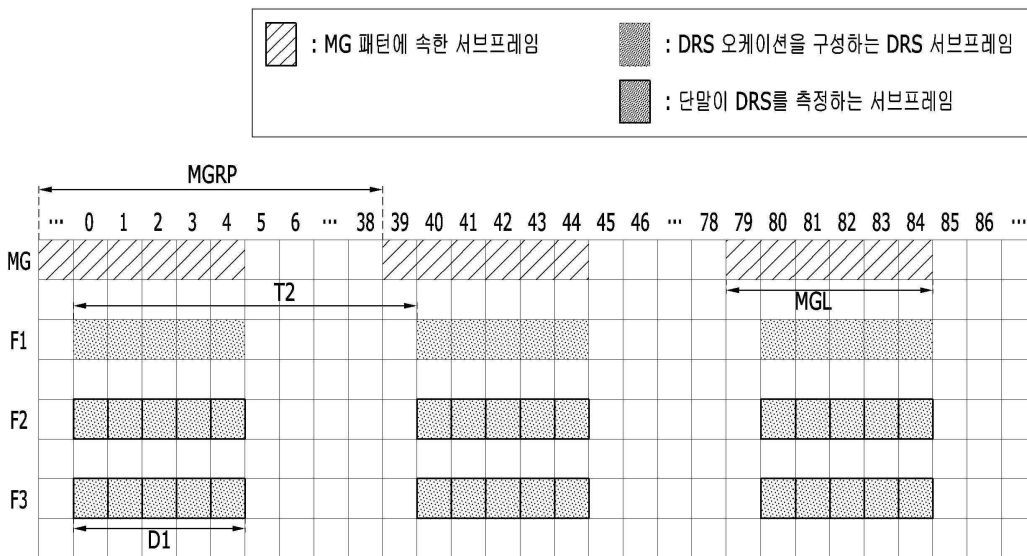 : MG 패턴에 속한 서브프레임
: DRS 오케이션을 구성하는 DRS 서브프레임
: 단말이 DRS를 측정하는 서브프레임
MGRP
··· 0 1 2 3 4 5 6 ··· 38 39 40 41 42 43 44 45 46 ··· 78 79 80 81 82 83 84 85 86 ···
MG
T2
MGL
F1
F2
F3
D1